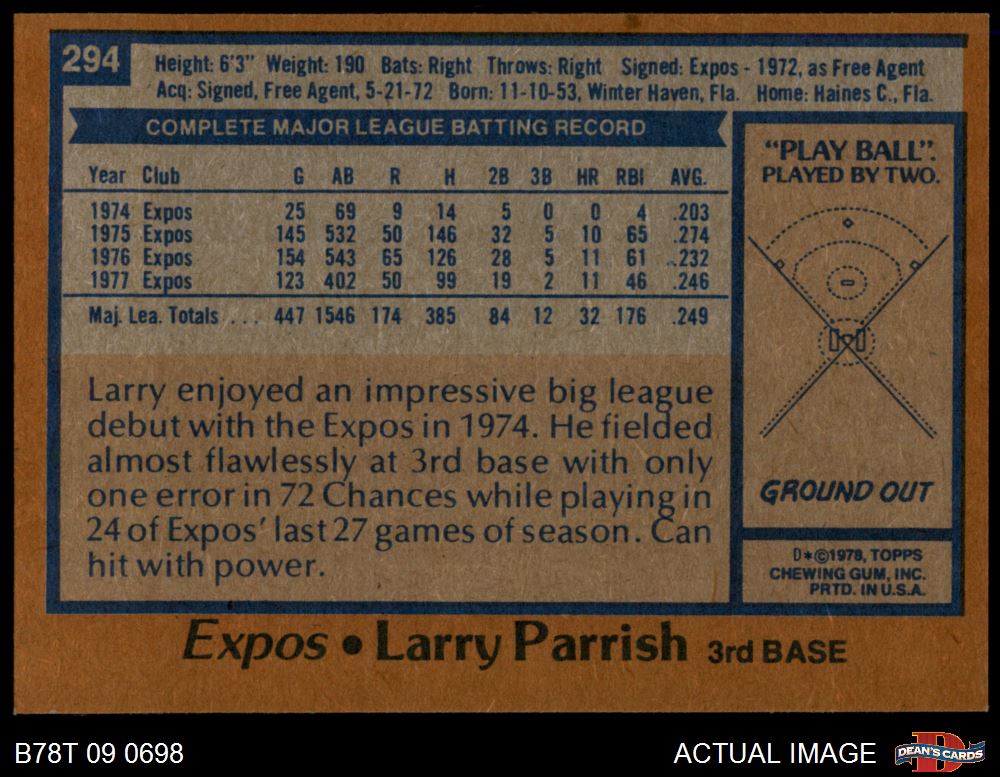 294
Height: 6'3" Weight: 190 Bats: Right Throws: Right Signed: Expos - 1972, as Free Agent
Acq: Signed, Free Agent, 5-21-72 Born: 11-10-53, Winter Haven, Fla. Home: Haines C., Fla.
COMPLETE MAJOR LEAGUE BATTING RECORD
Year Club G AB R H 2B 3B HR RBI AVG.
1974 Expos 25 69 9 14 5 0 0 4 .203
1975 Expos 145 532 50 146 32 5 10 65 .274
1976 Expos 154 543 65 126 28 5 11 61 .232
1977 Expos 123 402 50 99 19 2 11 46 .246
Maj. Lea. Totals . . . 447 1546 174 385 84 12 32 176 .249
Larry enjoyed an impressive big league
debut with the Expos in 1974. He fielded
almost flawlessly at 3rd base with only
one error in 72 Chances while playing in
24 of Expos' last 27 games of season. Can
hit with power.
"PLAY BALL".
PLAYED BY TWO.
GROUND OUT
D*©1978, TOPPS
CHEWING GUM, INC.
PRTD. IN U.S.A.
Expos • Larry Parrish 3rd BASE
B78T 09 0698
ACTUAL IMAGE
D
DEAN'S CARDS